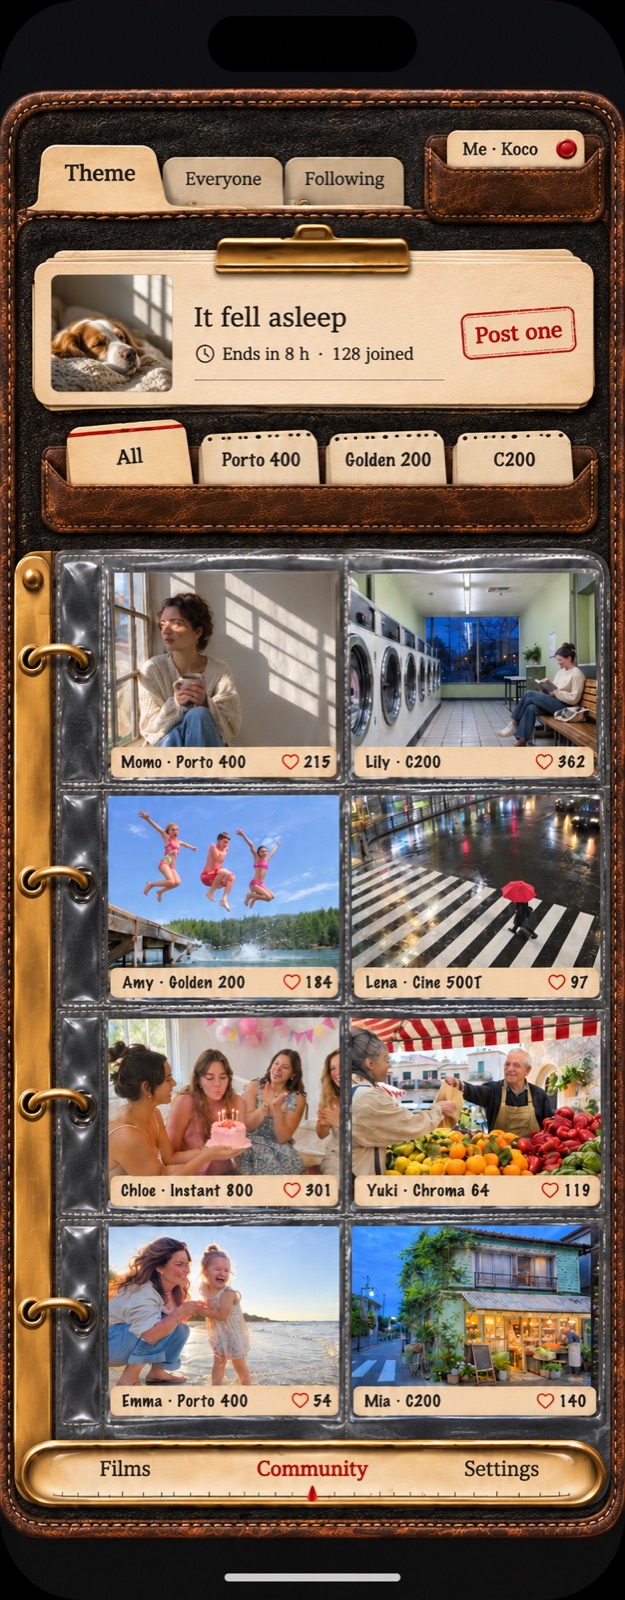 Me · Koco
Theme
Everyone
Following
It fell asleep
Ends in 8 h · 128 joined
Post one
All
Porto 400
Golden 200
C200
Momo · Porto 400 215
Lily · C200 362
Amy · Golden 200 184
Lena · Cine 500T 97
Chloe · Instant 800 301
Yuki · Chroma 64 119
Emma · Porto 400 54
Mia · C200 140
Films
Community
Settings